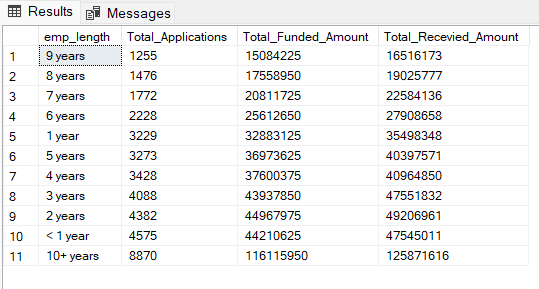 Results Messages
emp_length Total_Applications Total_Funded_Amount Total_Recevied_Amount
1 9 years 1255 15084225 16516173
2 8 years 1476 17558950 19025777
3 7 years 1772 20811725 22584136
4 6 years 2228 25612650 27908658
5 1 year 3229 32883125 35498348
6 5 years 3273 36973625 40397571
7 4 years 3428 37600375 40964850
8 3 years 4088 43937850 47551832
9 2 years 4382 44967975 49206961
10 < 1 year 4575 44210625 47545011
11 10+ years 8870 116115950 125871616